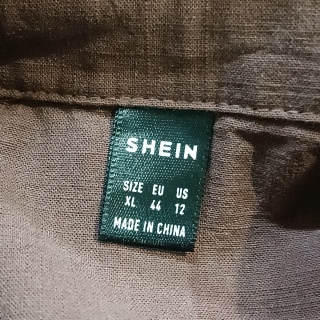 SHEIN
SIZE EU US
XL 44 12
MADE IN CHINA